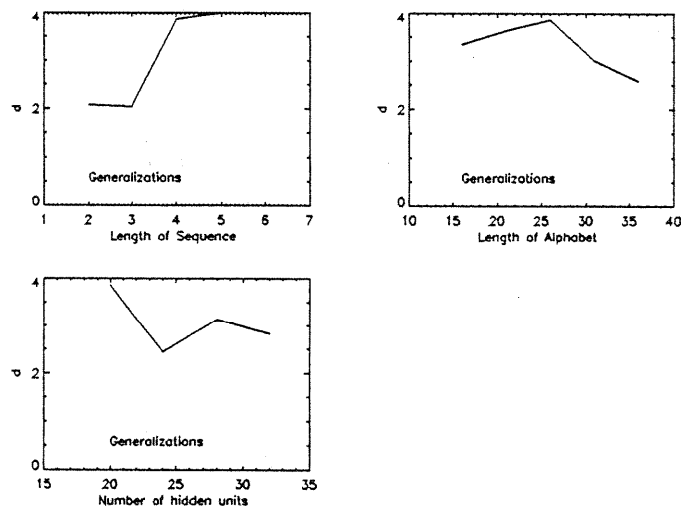 4
2
0
d
Generalizations
1 2 3 4 5 6 7
Length of Sequence
4
2
0
d
Generalizations
10 15 20 25 30 35 40
Length of Alphabet
4
2
0
d
Generalizations
15 20 25 28 30 35
Number of hidden units